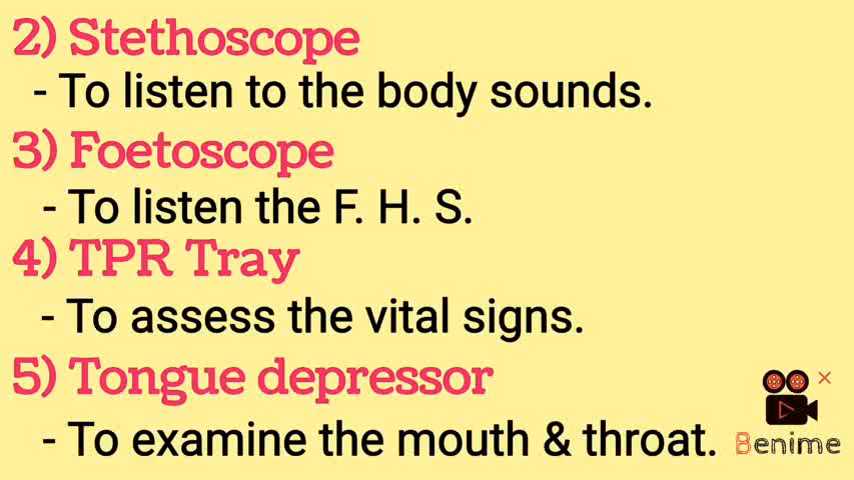 2) Stethoscope
- To listen to the body sounds.
3) Foetoscope
- To listen the F. H. S.
4) TPR Tray
- To assess the vital signs.
5) Tongue depressor
- To examine the mouth & throat.
Benime